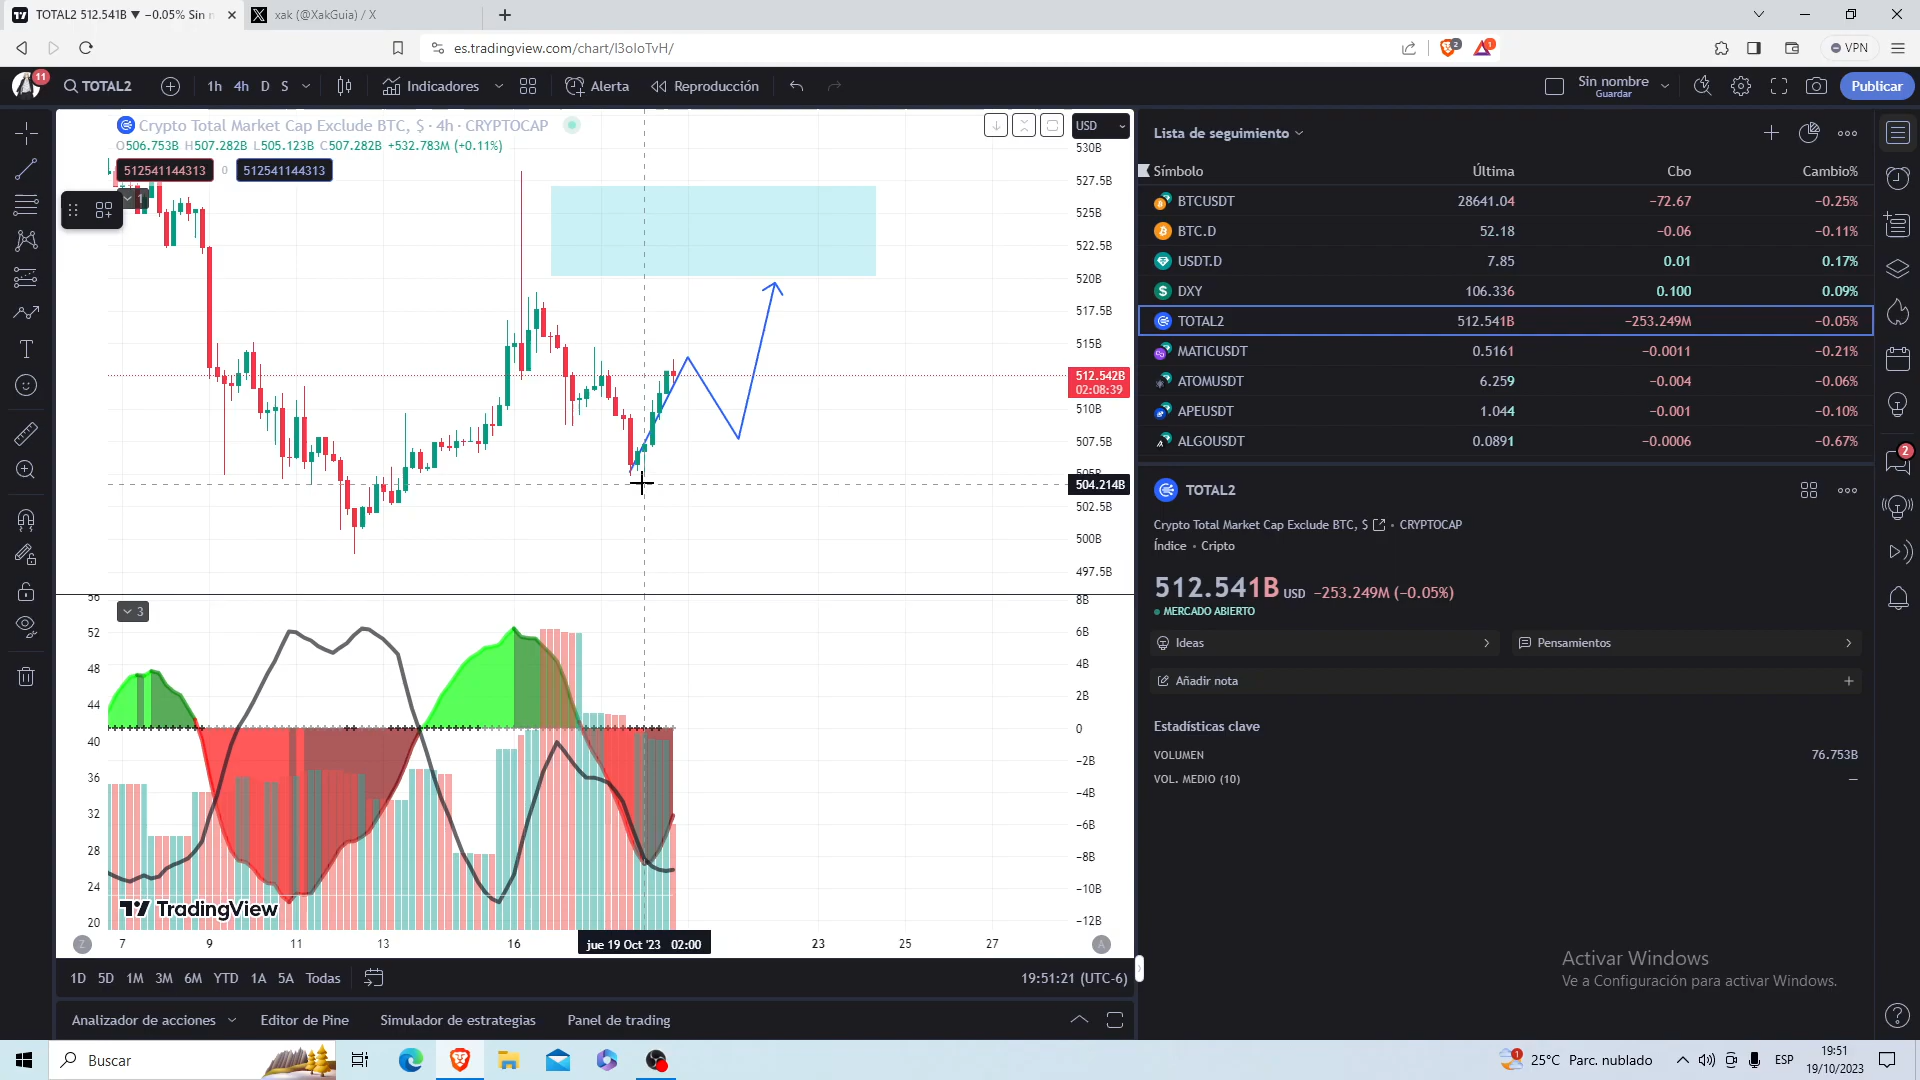 TOTAL2 512.541B ▼ −0.05% Sin n
xak (@XakGuia) / X
es.tradingview.com/chart/l3oIoTvH/
2
1
VPN
11
TOTAL2
1h 4h D S
Indicadores
Alerta
Reproducción
Sin nombre
Guardar
Publicar
Crypto Total Market Cap Exclude BTC, $ · 4h · CRYPTOCAP
O506.753B H507.282B L505.123B C507.282B +532.783M (+0.11%)
512541144313 0 512541144313
1
USD
530B
527.5B
525B
522.5B
520B
517.5B
515B
512.542B
02:08:39
510B
507.5B
505B
504.214B
502.5B
500B
497.5B
3
56
52
48
44
40
36
32
28
24
20
8B
6B
4B
2B
0
−2B
−4B
−6B
−8B
−10B
−12B
TradingView
Z
7 9 11 13 16 jue 19 Oct '23 02:00 23 25 27
A
1D 5D 1M 3M 6M YTD 1A 5A Todas
19:51:21 (UTC-6)
Analizador de acciones Editor de Pine Simulador de estrategias Panel de trading
Lista de seguimiento
Símbolo Última Cbo Cambio%
BTCUSDT 28641.04 −72.67 −0.25%
BTC.D 52.18 −0.06 −0.11%
USDT.D 7.85 0.01 0.17%
DXY 106.336 0.100 0.09%
TOTAL2 512.541B −253.249M −0.05%
MATICUSDT 0.5161 −0.0011 −0.21%
ATOMUSDT 6.259 −0.004 −0.06%
APEUSDT 1.044 −0.001 −0.10%
ALGOUSDT 0.0891 −0.0006 −0.67%
2
TOTAL2
Crypto Total Market Cap Exclude BTC, $ • CRYPTOCAP
Índice • Cripto
512.541B USD −253.249M (−0.05%)
MERCADO ABIERTO
Ideas
Pensamientos
Añadir nota
Estadísticas clave
VOLUMEN 76.753B
VOL. MEDIO (10) —
Activar Windows
Ve a Configuración para activar Windows.
Buscar
1
25°C Parc. nublado
ESP
19:51
19/10/2023